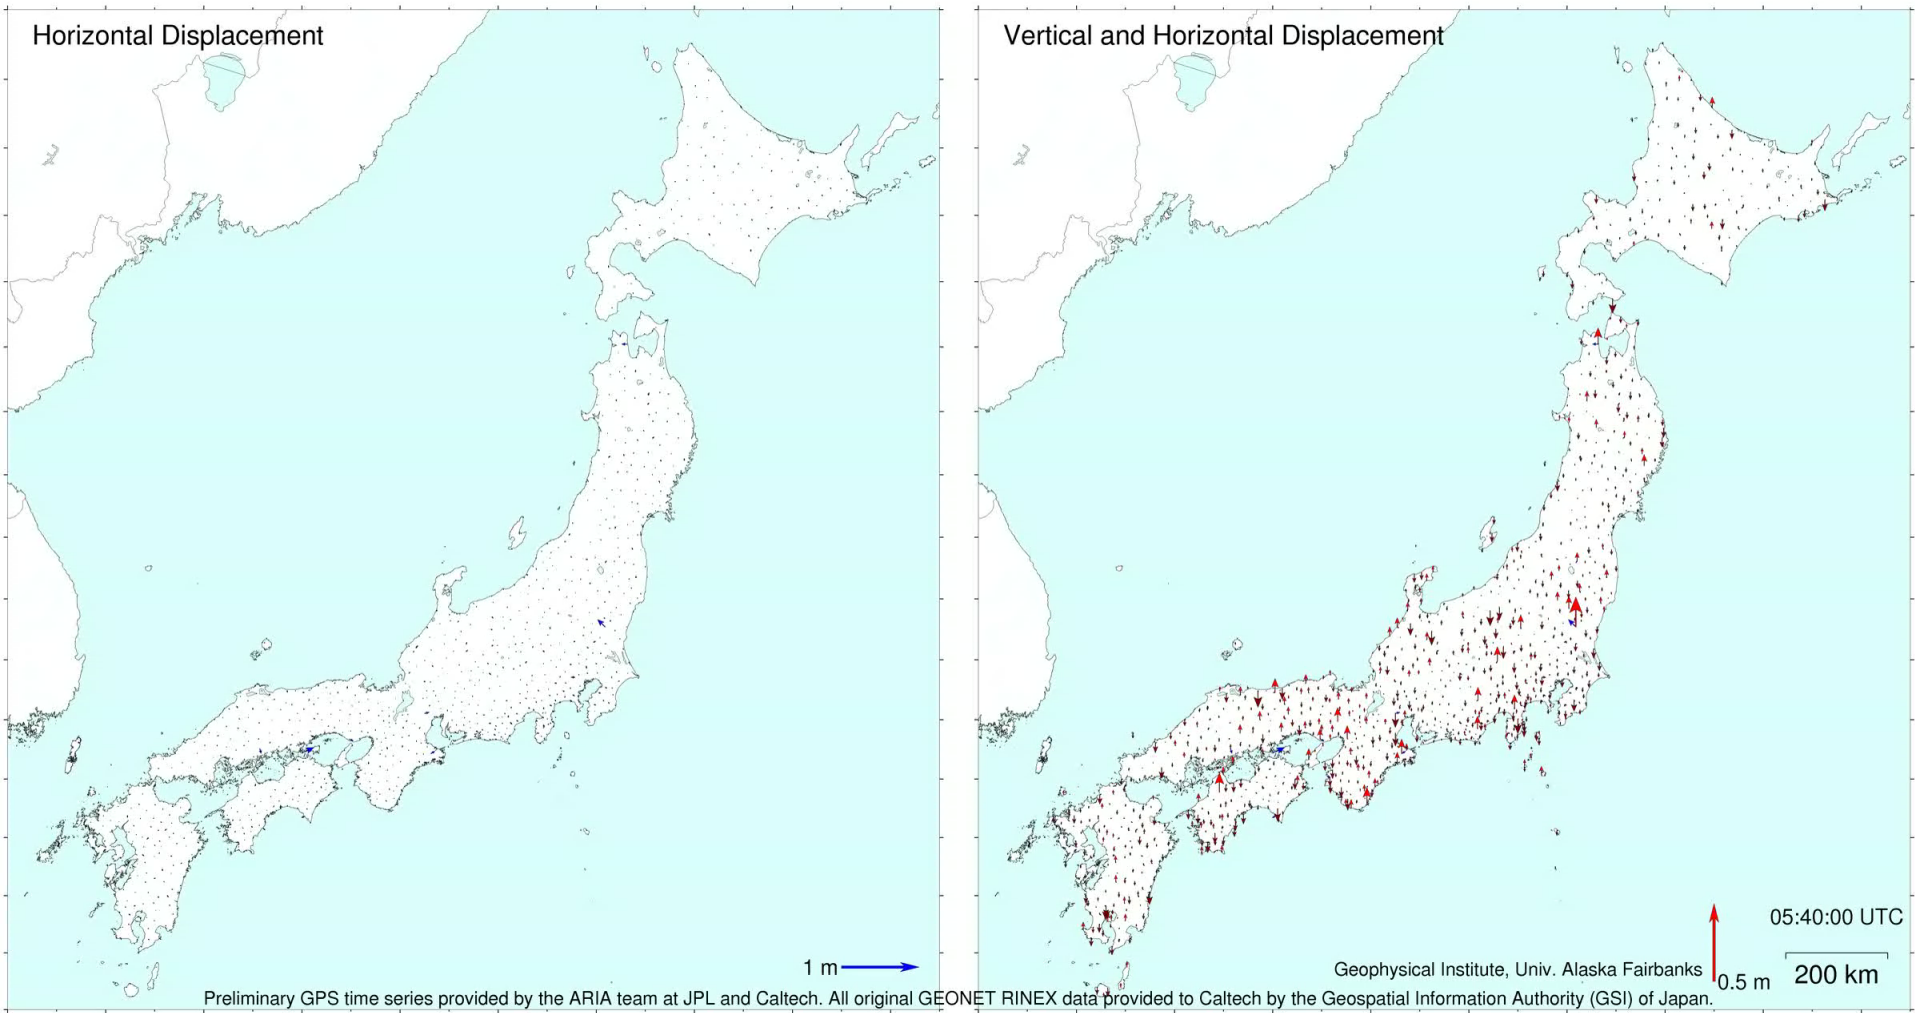 Horizontal Displacement
Vertical and Horizontal Displacement
1 m
0.5 m
05:40:00 UTC
200 km
Geophysical Institute, Univ. Alaska Fairbanks
Preliminary GPS time series provided by the ARIA team at JPL and Caltech. All original GEONET RINEX data provided to Caltech by the Geospatial Information Authority (GSI) of Japan.